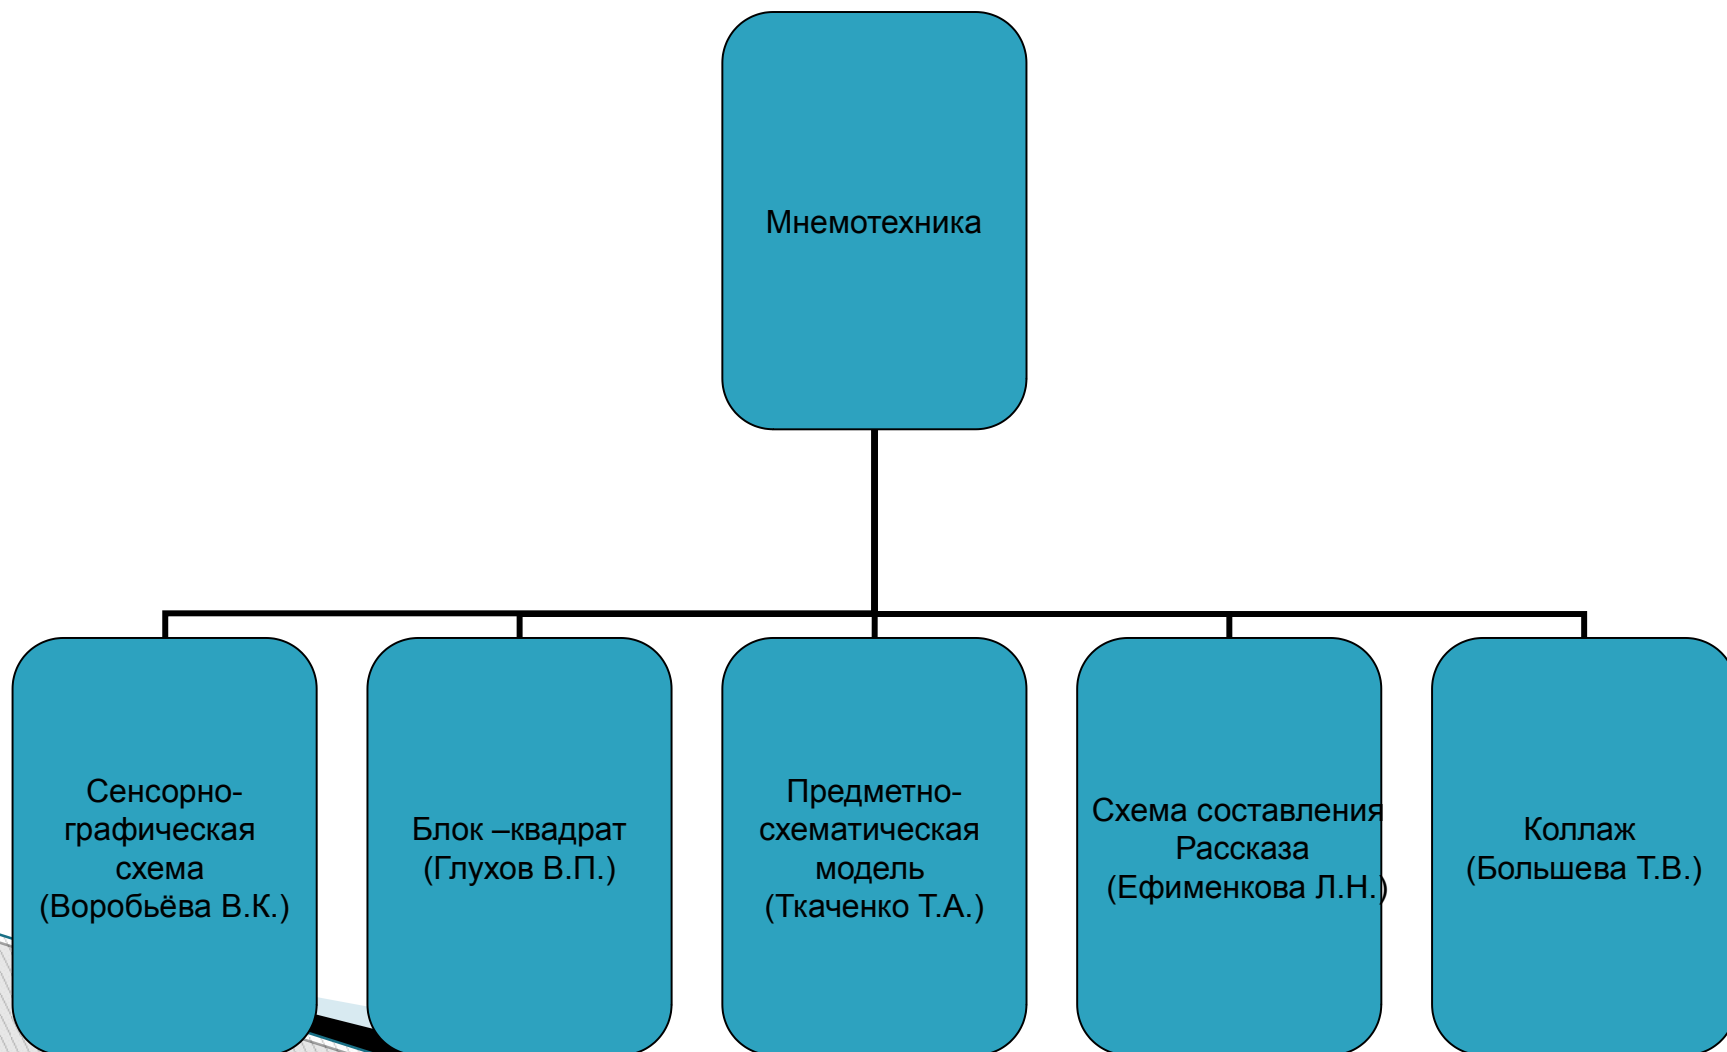 Мнемотехника
Сенсорно-
графическая
схема
(Воробьёва В.К.)
Блок –квадрат
(Глухов В.П.)
Предметно-
схематическая
модель
(Ткаченко Т.А.)
Схема составления
Рассказа
(Ефименкова Л.Н.)
Коллаж
(Большева Т.В.)